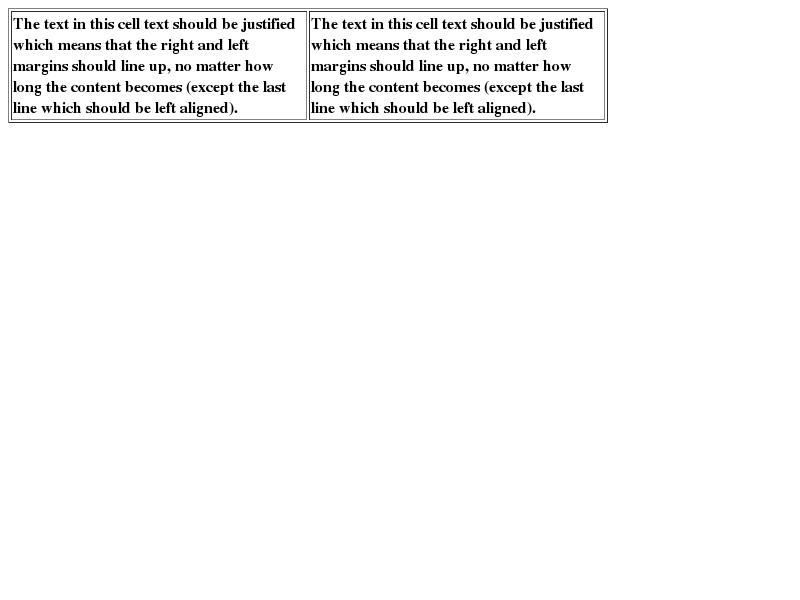 The text in this cell text should be justified
which means that the right and left
margins should line up, no matter how
long the content becomes (except the last
line which should be left aligned).
The text in this cell text should be justified
which means that the right and left
margins should line up, no matter how
long the content becomes (except the last
line which should be left aligned).